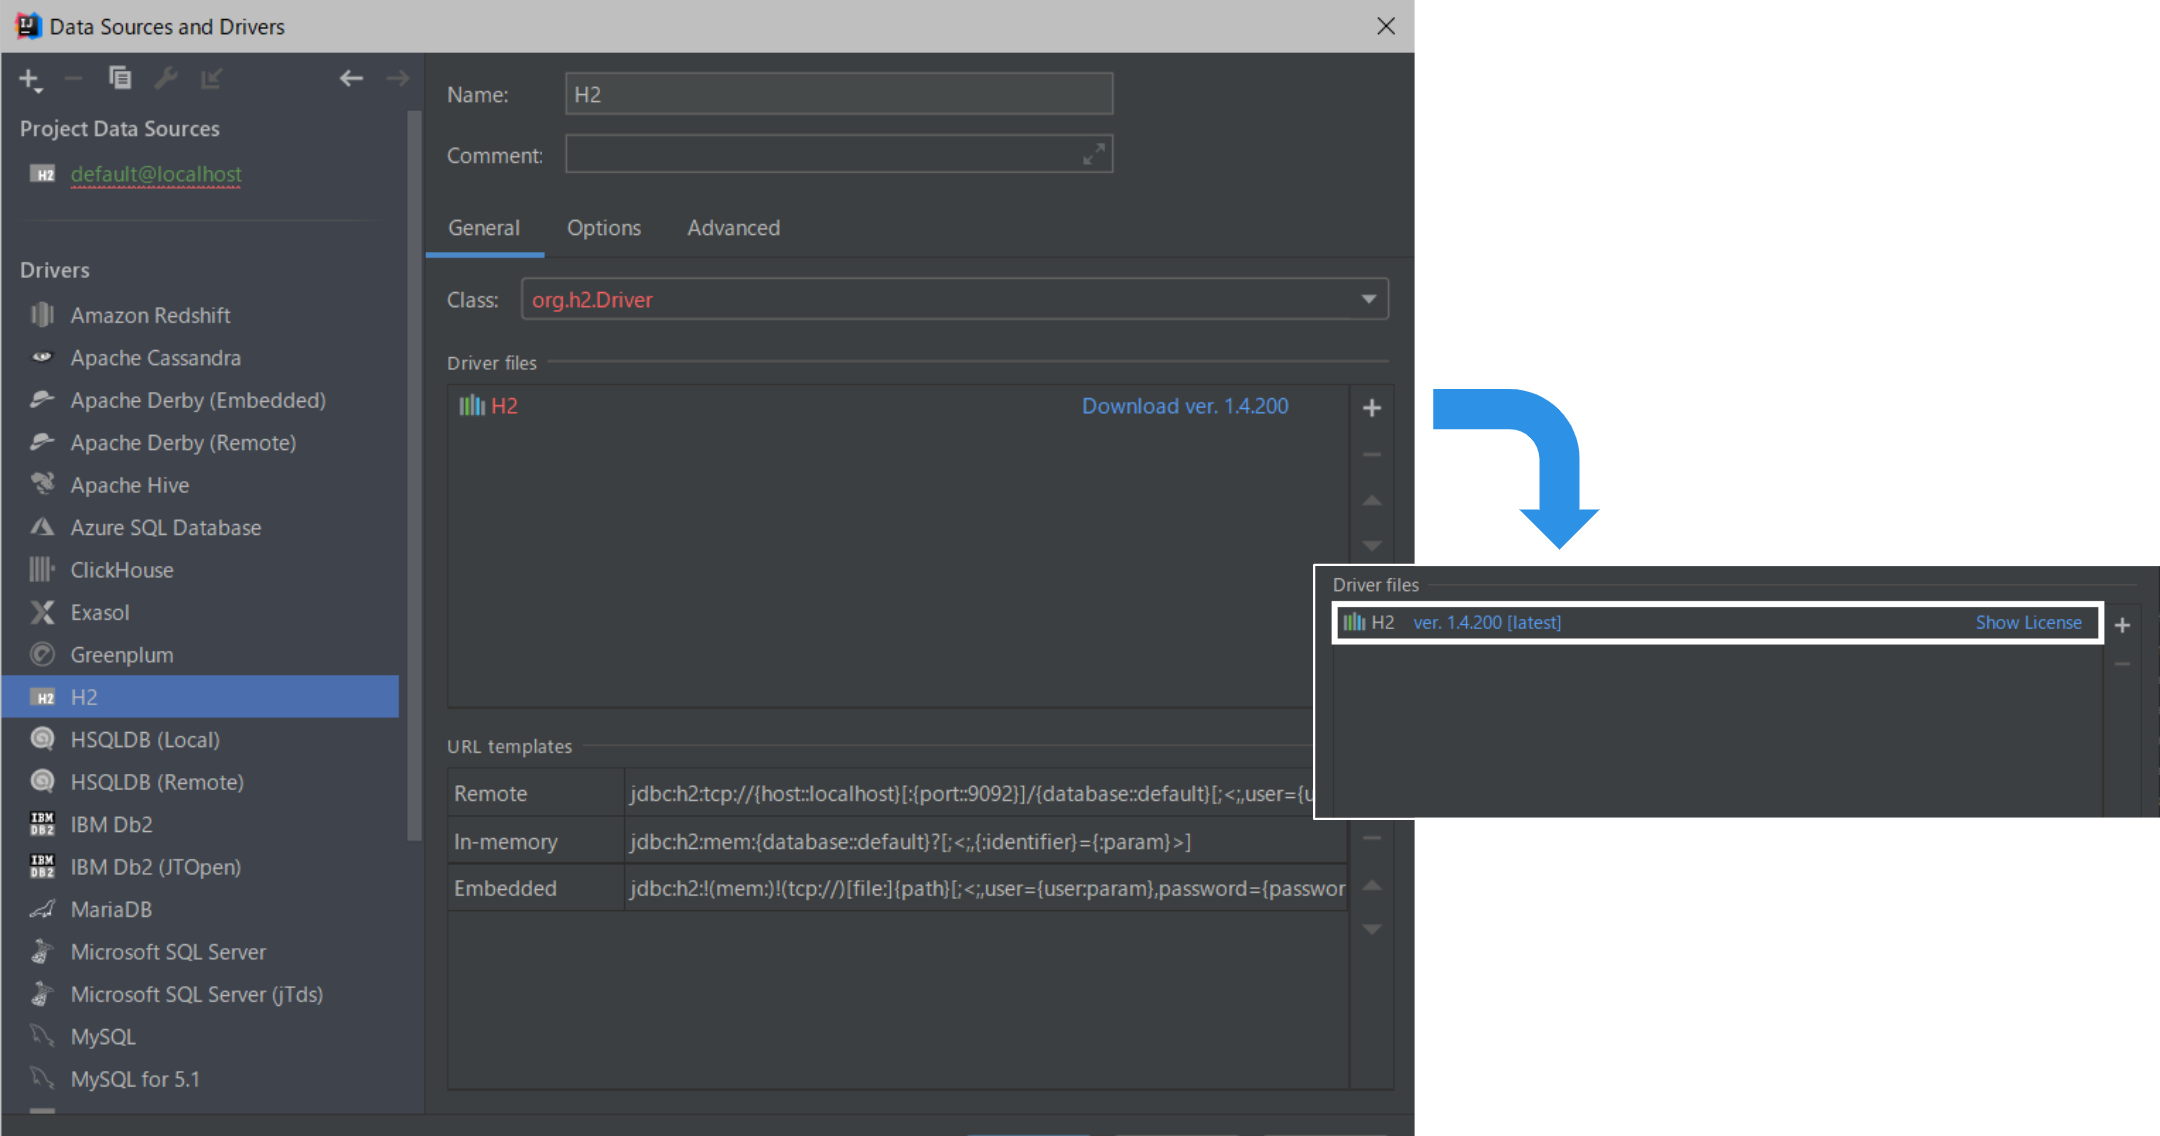 Data Sources and Drivers
Project Data Sources
H2 default@localhost
Drivers
Amazon Redshift
Apache Cassandra
Apache Derby (Embedded)
Apache Derby (Remote)
Apache Hive
Azure SQL Database
ClickHouse
Exasol
Greenplum
H2 H2
HSQLDB (Local)
HSQLDB (Remote)
IBM DB2 IBM Db2
IBM DB2 IBM Db2 (JTOpen)
MariaDB
Microsoft SQL Server
Microsoft SQL Server (jTds)
MySQL
MySQL for 5.1
Name: H2
Comment:
General Options Advanced
Class: org.h2.Driver
Driver files
H2 Download ver. 1.4.200
URL templates
Remote jdbc:h2:tcp://{host::localhost}[:{port::9092}]/{database::default}[;<;,user={u
In-memory jdbc:h2:mem:{database::default}?[;<;,{:identifier}={:param}>]
Embedded jdbc:h2:!(mem:)!(tcp://)[file:]{path}[;<;,user={user:param},password={passwor
Driver files
H2 ver. 1.4.200 [latest] Show License